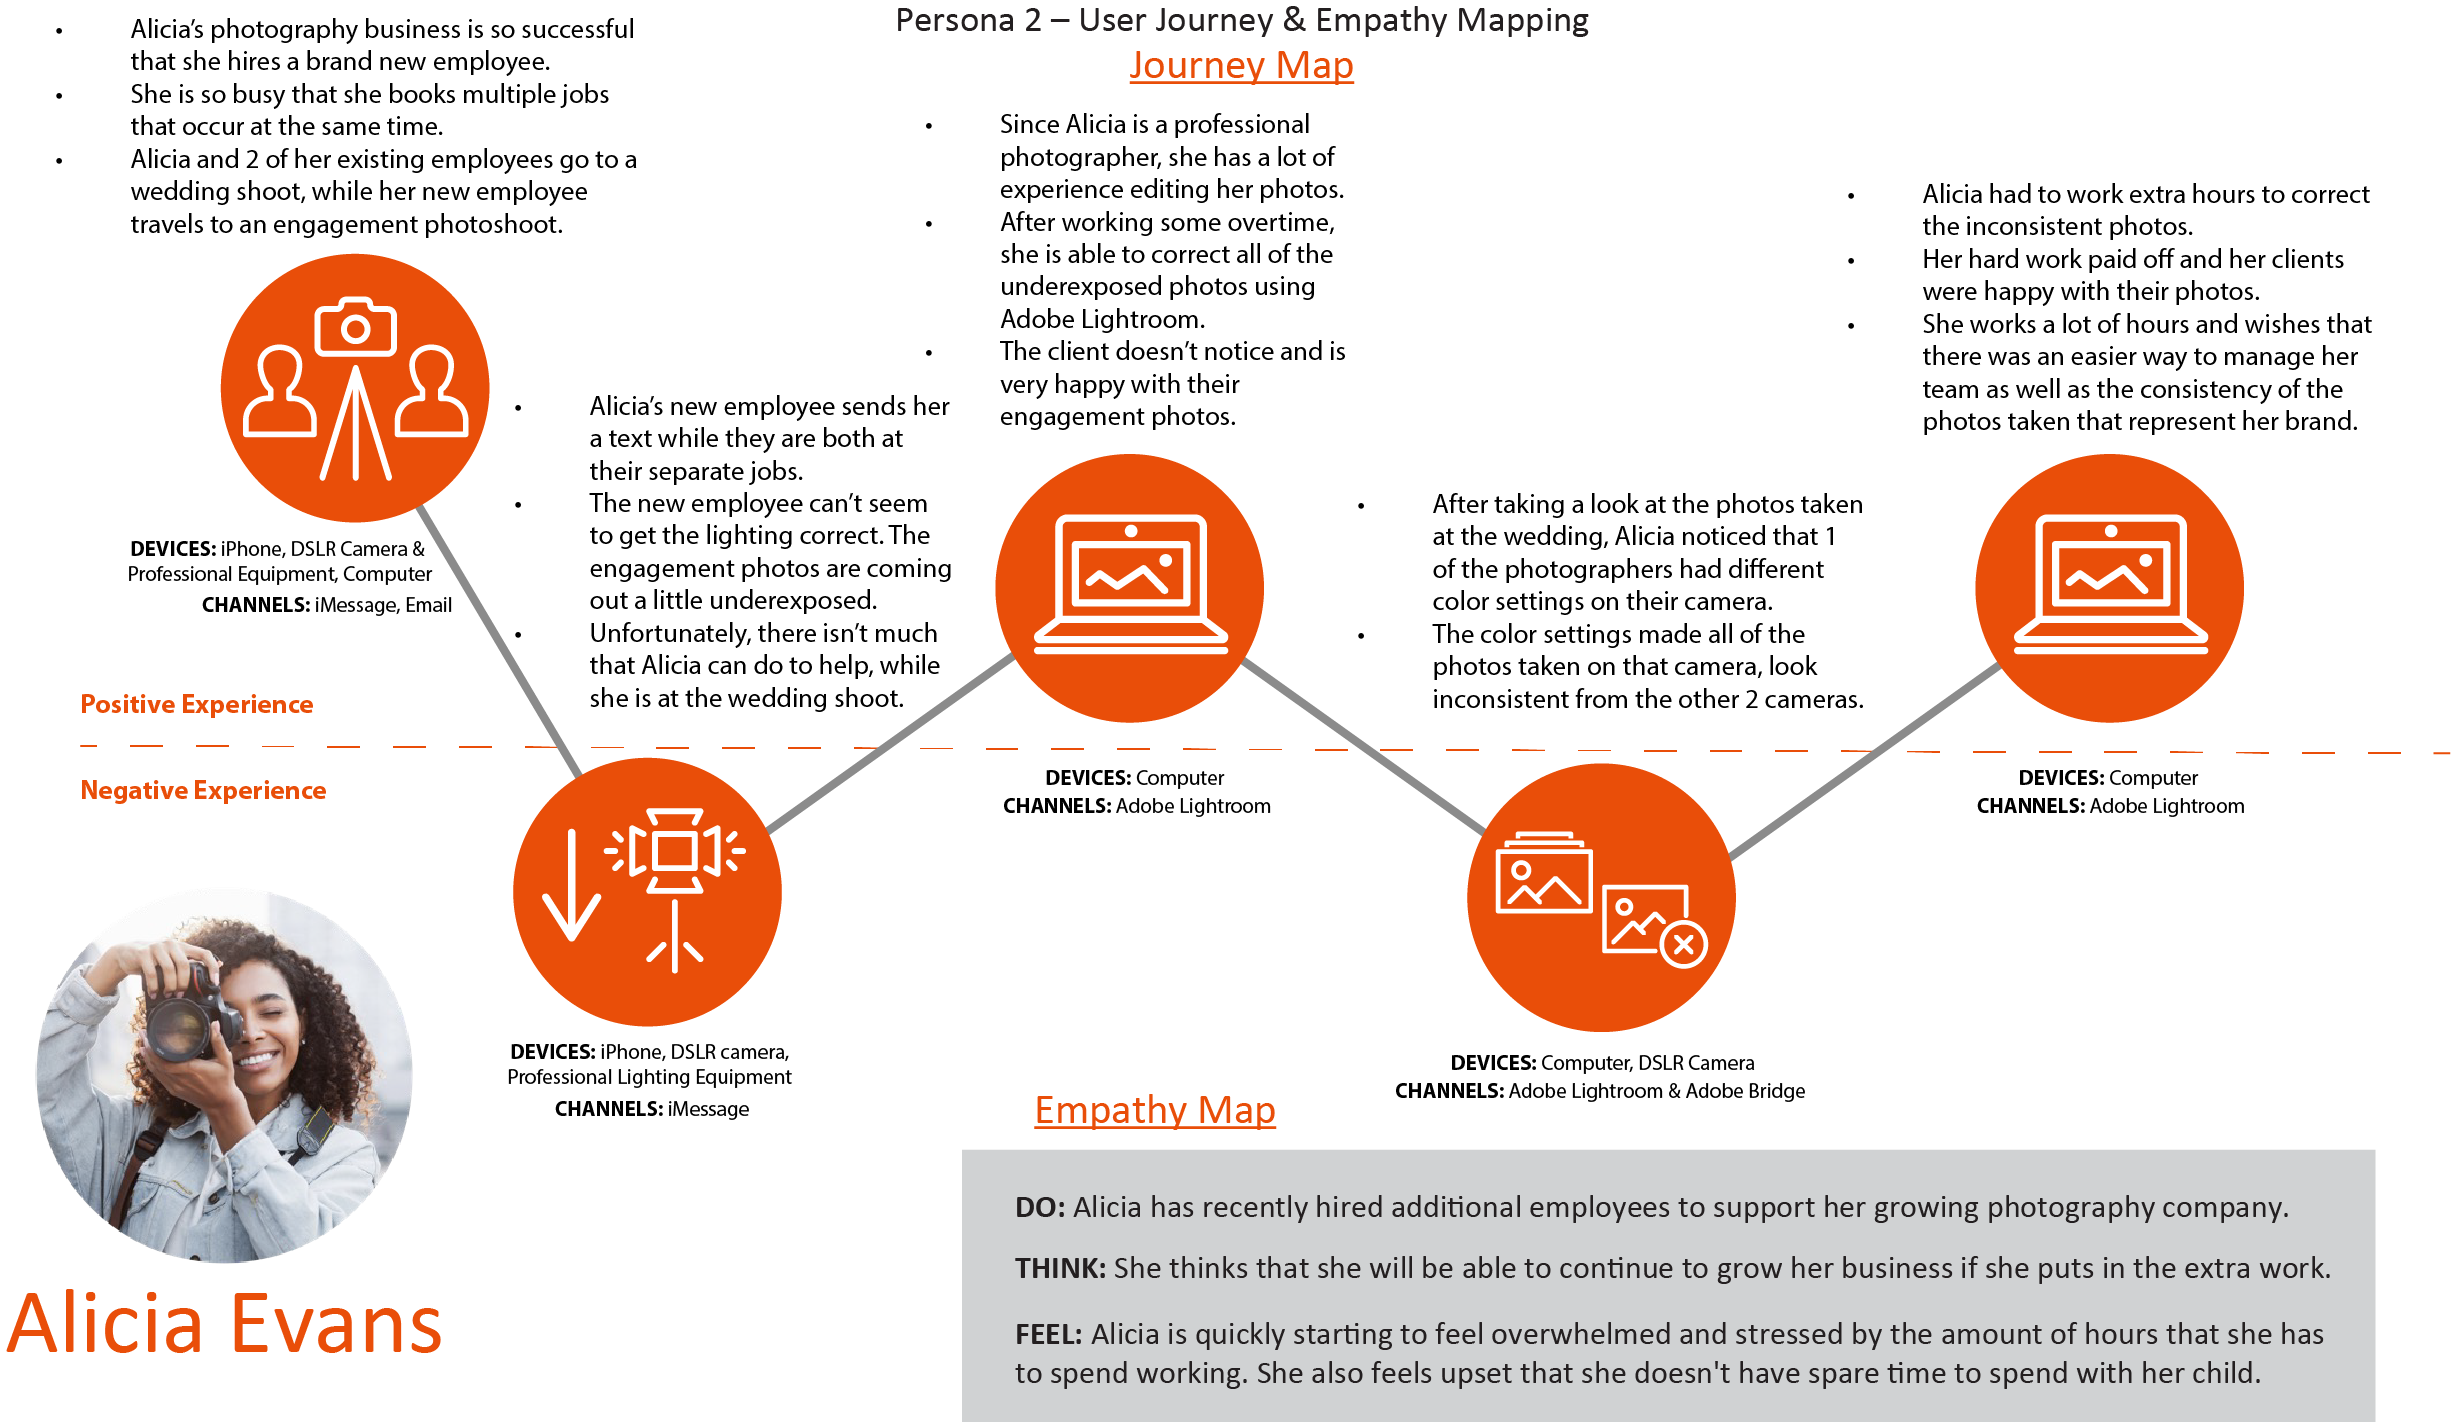 Persona 2 – User Journey & Empathy Mapping
Journey Map
• Alicia’s photography business is so successful
that she hires a brand new employee.
• She is so busy that she books multiple jobs
that occur at the same time.
• Alicia and 2 of her existing employees go to a
wedding shoot, while her new employee
travels to an engagement photoshoot.
DEVICES: iPhone, DSLR Camera &
Professional Equipment, Computer
CHANNELS: iMessage, Email
• Alicia’s new employee sends her
a text while they are both at
their separate jobs.
• The new employee can’t seem
to get the lighting correct. The
engagement photos are coming
out a little underexposed.
• Unfortunately, there isn’t much
that Alicia can do to help, while
she is at the wedding shoot.
DEVICES: iPhone, DSLR camera,
Professional Lighting Equipment
CHANNELS: iMessage
• Since Alicia is a professional
photographer, she has a lot of
experience editing her photos.
• After working some overtime,
she is able to correct all of the
underexposed photos using
Adobe Lightroom.
• The client doesn’t notice and is
very happy with their
engagement photos.
DEVICES: Computer
CHANNELS: Adobe Lightroom
• After taking a look at the photos taken
at the wedding, Alicia noticed that 1
of the photographers had different
color settings on their camera.
• The color settings made all of the
photos taken on that camera, look
inconsistent from the other 2 cameras.
DEVICES: Computer, DSLR Camera
CHANNELS: Adobe Lightroom & Adobe Bridge
• Alicia had to work extra hours to correct
the inconsistent photos.
• Her hard work paid off and her clients
were happy with their photos.
• She works a lot of hours and wishes that
there was an easier way to manage her
team as well as the consistency of the
photos taken that represent her brand.
DEVICES: Computer
CHANNELS: Adobe Lightroom
Positive Experience
Negative Experience
Alicia Evans
Empathy Map
DO: Alicia has recently hired additional employees to support her growing photography company.
THINK: She thinks that she will be able to continue to grow her business if she puts in the extra work.
FEEL: Alicia is quickly starting to feel overwhelmed and stressed by the amount of hours that she has
to spend working. She also feels upset that she doesn't have spare time to spend with her child.